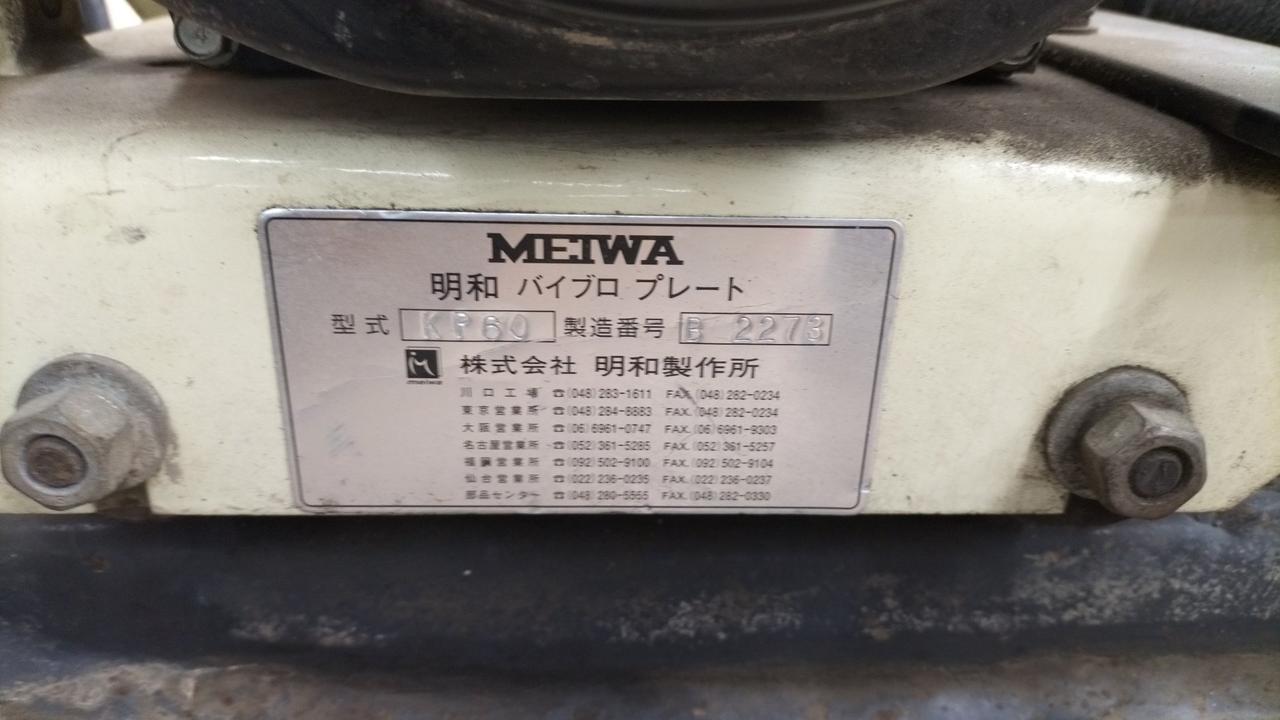 MEIWA
明和 バイブロ プレート
型式 KP60 製造番号 B 2273
meiwa 株式会社 明和製作所
川口工場 ☎(048)283-1611 FAX.(048)282-0234
東京営業所 ☎(048)284-8883 FAX.(048)282-0234
大阪営業所 ☎(06)6961-0747 FAX.(06)6961-9303
名古屋営業所 ☎(052)361-5285 FAX.(052)361-5257
福岡営業所 ☎(092)502-9100 FAX.(092)502-9104
仙台営業所 ☎(022)236-0235 FAX.(022)236-0237
部品センター ☎(048)280-5555 FAX.(048)282-0330
4